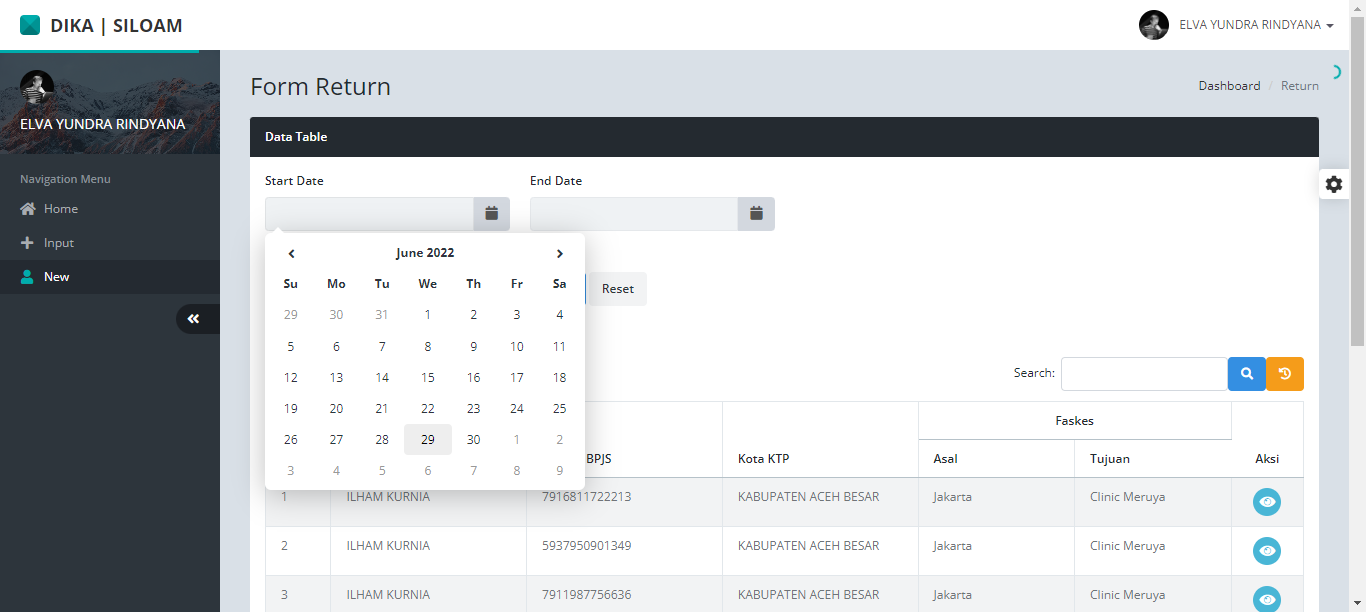 DIKA | SILOAM
ELVA YUNDRA RINDYANA
ELVA YUNDRA RINDYANA
Navigation Menu
Home
Input
New
Form Return
Dashboard / Return
Data Table
Start Date End Date
June 2022
Su Mo Tu We Th Fr Sa
29 30 31 1 2 3 4
5 6 7 8 9 10 11
12 13 14 15 16 17 18
19 20 21 22 23 24 25
26 27 28 29 30 1 2
3 4 5 6 7 8 9
Reset
Search:
Faskes
BPJS Kota KTP Asal Tujuan Aksi
1 ILHAM KURNIA 7916811722213 KABUPATEN ACEH BESAR Jakarta Clinic Meruya
2 ILHAM KURNIA 5937950901349 KABUPATEN ACEH BESAR Jakarta Clinic Meruya
3 ILHAM KURNIA 7911987756636 KABUPATEN ACEH BESAR Jakarta Clinic Meruya